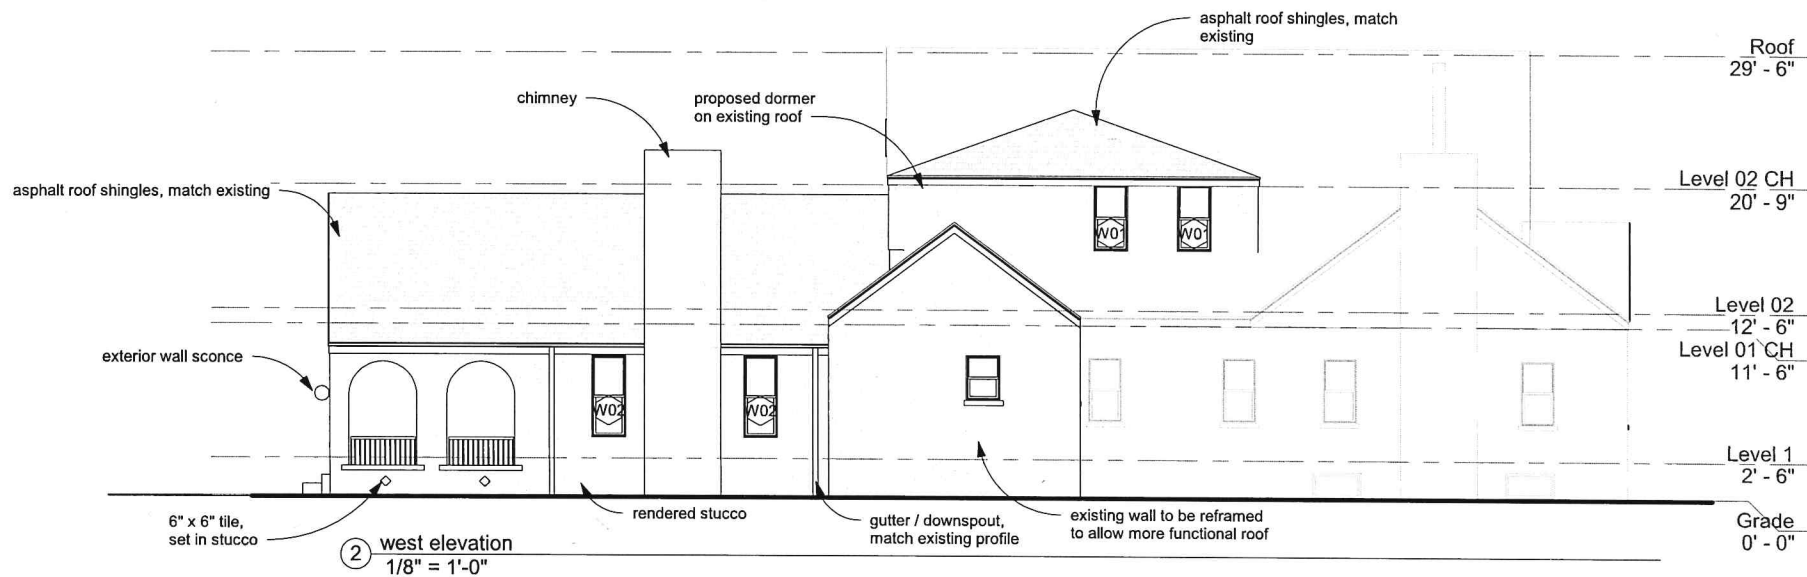 asphalt roof shingles, match
existing
Roof
29' - 6"
chimney
proposed dormer
on existing roof
asphalt roof shingles, match existing
Level 02 CH
20' - 9"
W01
W01
Level 02
12' - 6"
exterior wall sconce
Level 01 CH
11' - 6"
W02
W02
Level 1
2' - 6"
6" x 6" tile,
set in stucco
rendered stucco
gutter / downspout,
match existing profile
existing wall to be reframed
to allow more functional roof
Grade
0' - 0"
2
west elevation
1/8" = 1'-0"